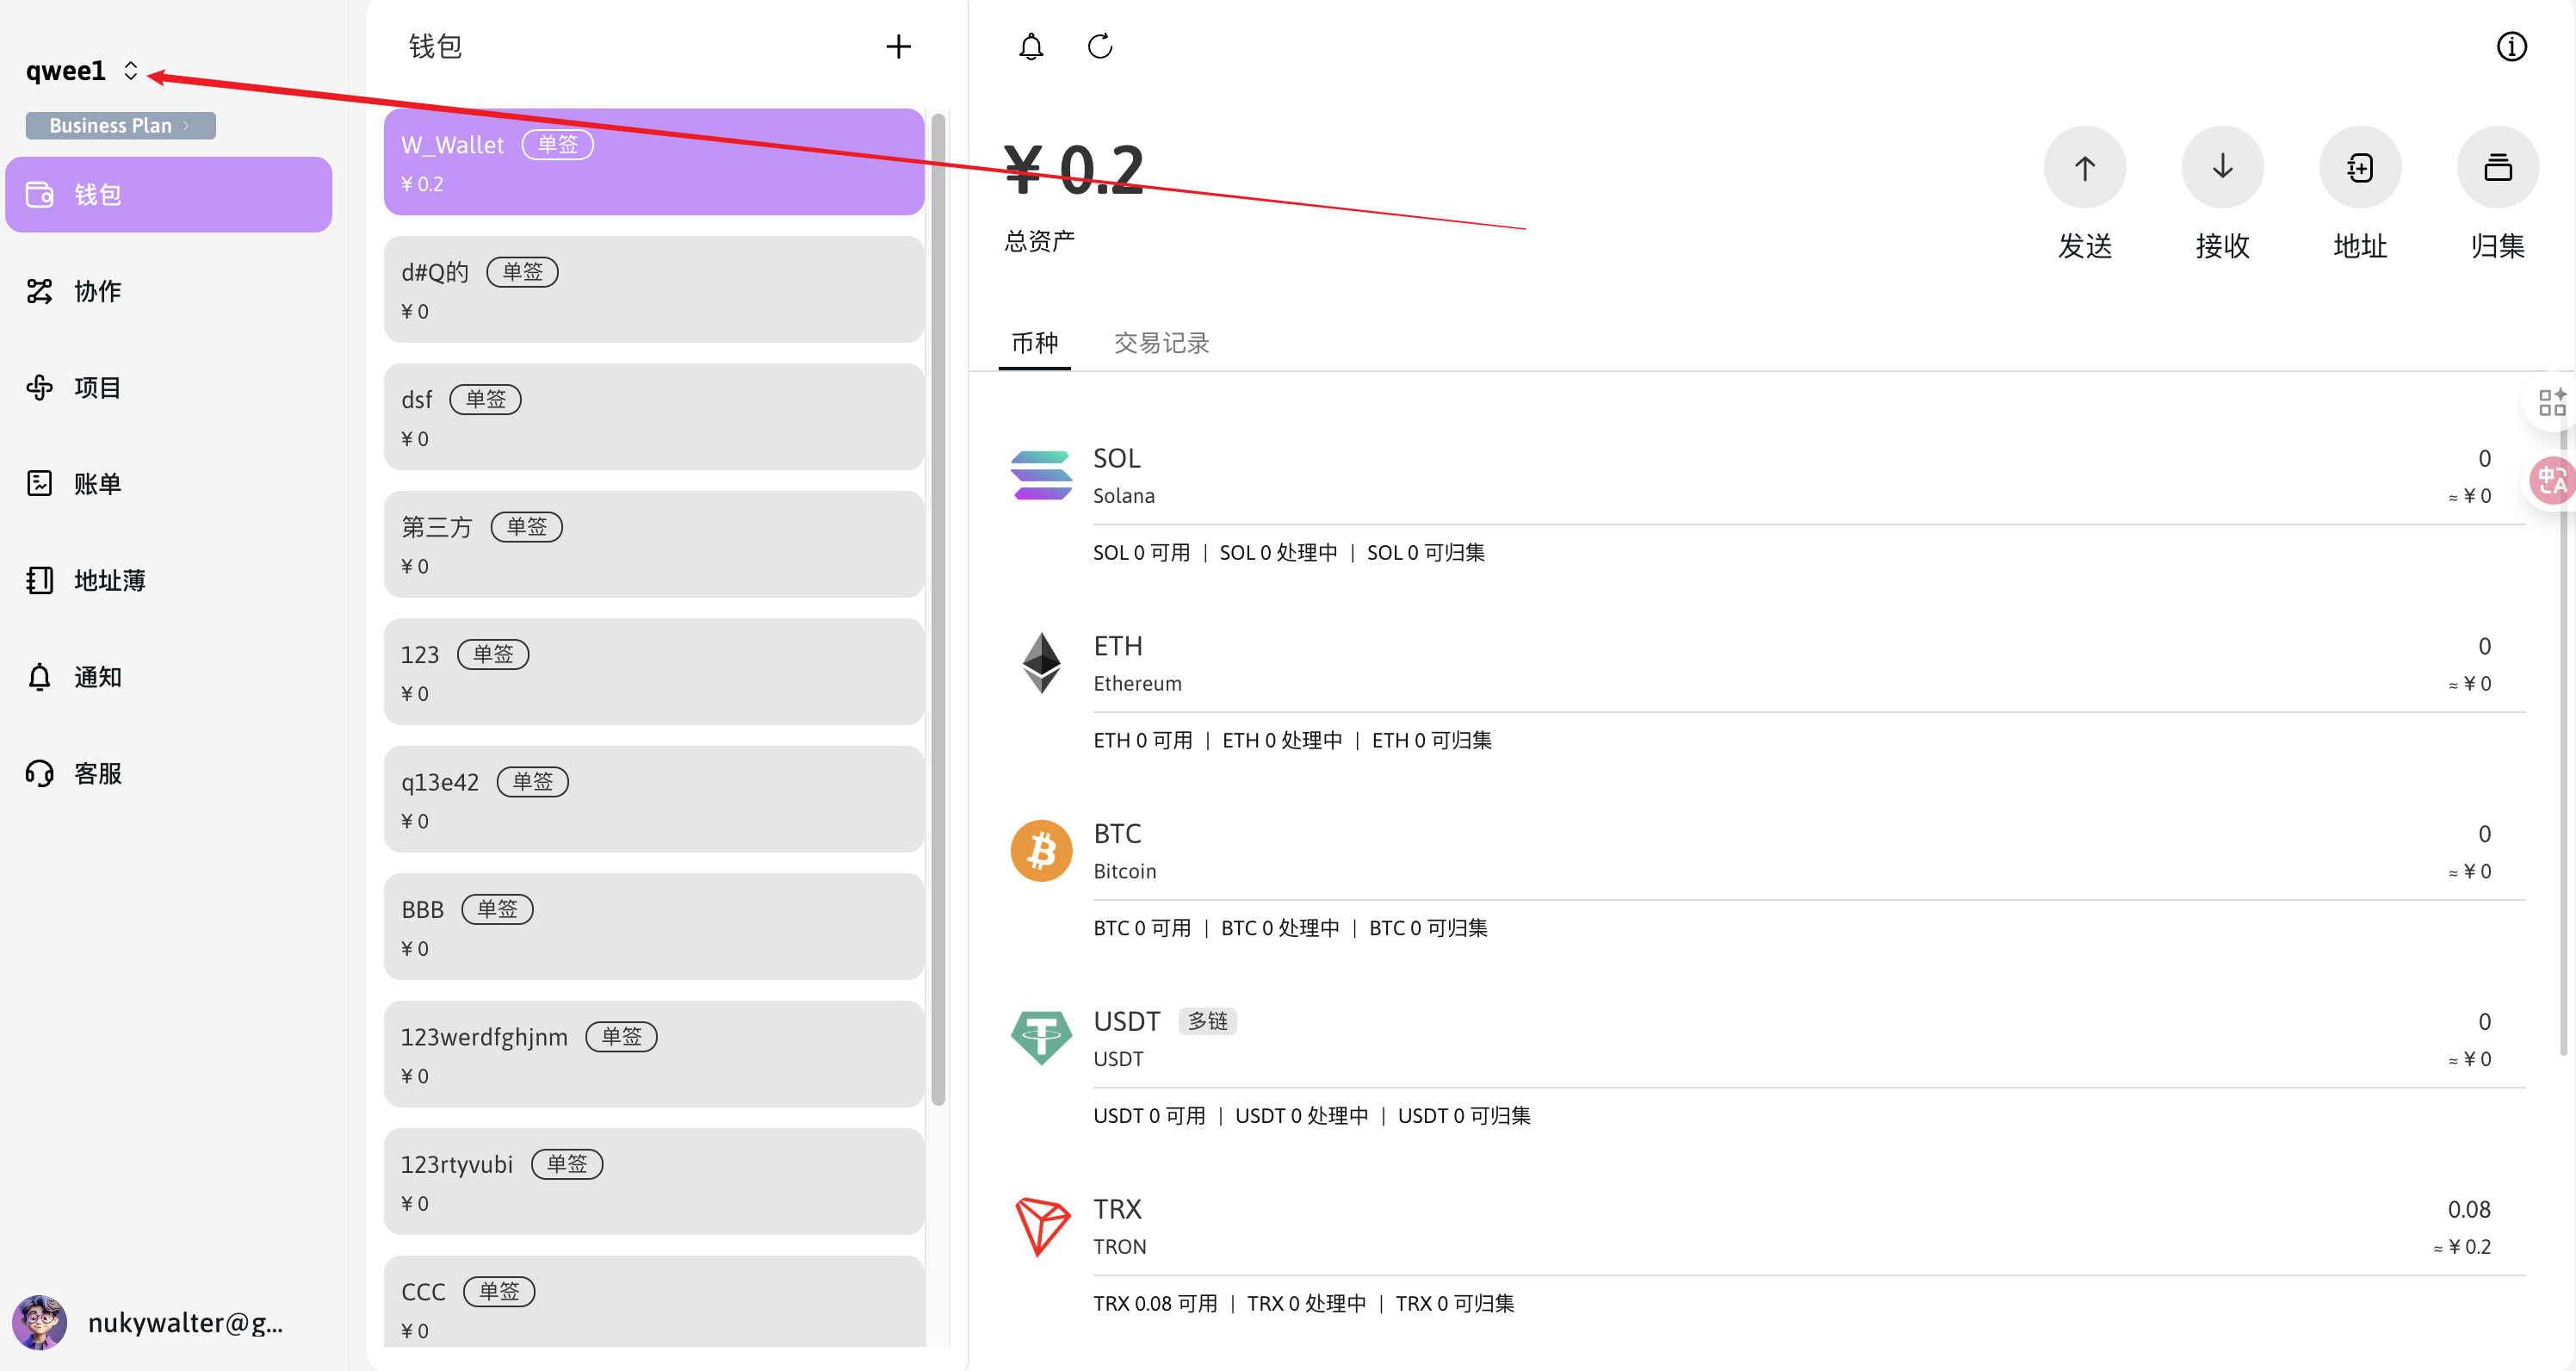 qwee1
Business Plan
钱包
协作
项目
账单
地址薄
通知
客服
nukywalter@g...
钱包
W_Wallet 单签
¥ 0.2
d#Q的 单签
¥ 0
dsf 单签
¥ 0
第三方 单签
¥ 0
123 单签
¥ 0
q13e42 单签
¥ 0
BBB 单签
¥ 0
123werdfghjnm 单签
¥ 0
123rtyvubi 单签
¥ 0
CCC 单签
¥ 0
¥ 0.2
总资产
发送 接收 地址 归集
币种 交易记录
SOL 0
Solana ≈ ¥ 0
SOL 0 可用 | SOL 0 处理中 | SOL 0 可归集
ETH 0
Ethereum ≈ ¥ 0
ETH 0 可用 | ETH 0 处理中 | ETH 0 可归集
BTC 0
Bitcoin ≈ ¥ 0
BTC 0 可用 | BTC 0 处理中 | BTC 0 可归集
USDT 多链 0
USDT ≈ ¥ 0
USDT 0 可用 | USDT 0 处理中 | USDT 0 可归集
TRX 0.08
TRON ≈ ¥ 0.2
TRX 0.08 可用 | TRX 0 处理中 | TRX 0 可归集
中A